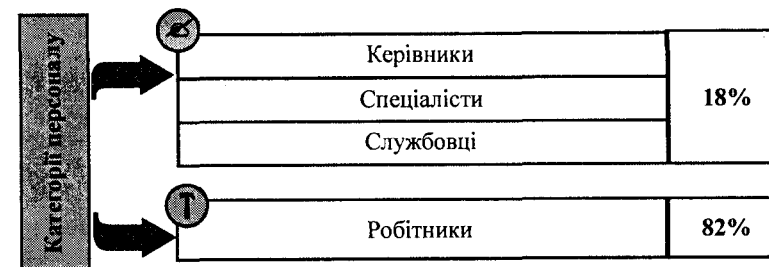 Категорії персоналу
Керівники
Спеціалісти
18%
Службовці
Робітники
82%